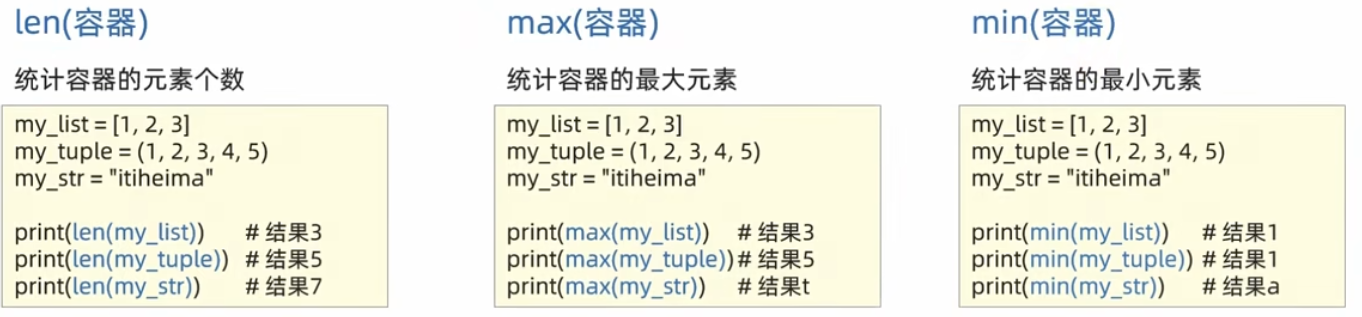 len(容器)
统计容器的元素个数
my_list = [1, 2, 3]
my_tuple = (1, 2, 3, 4, 5)
my_str = "itiheima"
print(len(my_list)) # 结果3
print(len(my_tuple)) # 结果5
print(len(my_str)) # 结果7
max(容器)
统计容器的最大元素
my_list = [1, 2, 3]
my_tuple = (1, 2, 3, 4, 5)
my_str = "itiheima"
print(max(my_list)) # 结果3
print(max(my_tuple))# 结果5
print(max(my_str)) # 结果t
min(容器)
统计容器的最小元素
my_list = [1, 2, 3]
my_tuple = (1, 2, 3, 4, 5)
my_str = "itiheima"
print(min(my_list)) # 结果1
print(min(my_tuple)) # 结果1
print(min(my_str)) # 结果a